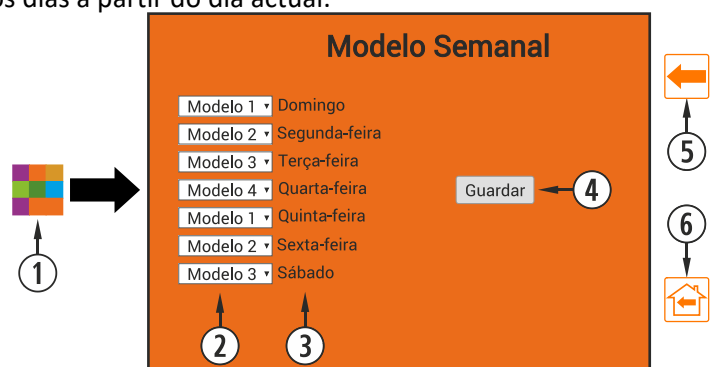 os dias a partir do dia actual.
Modelo Semanal
Modelo 1 Domingo
Modelo 2 Segunda-feira
Modelo 3 Terça-feira
Modelo 4 Quarta-feira
Modelo 1 Quinta-feira
Modelo 2 Sexta-feira
Modelo 3 Sábado
Guardar
4
5
6
1
2
3